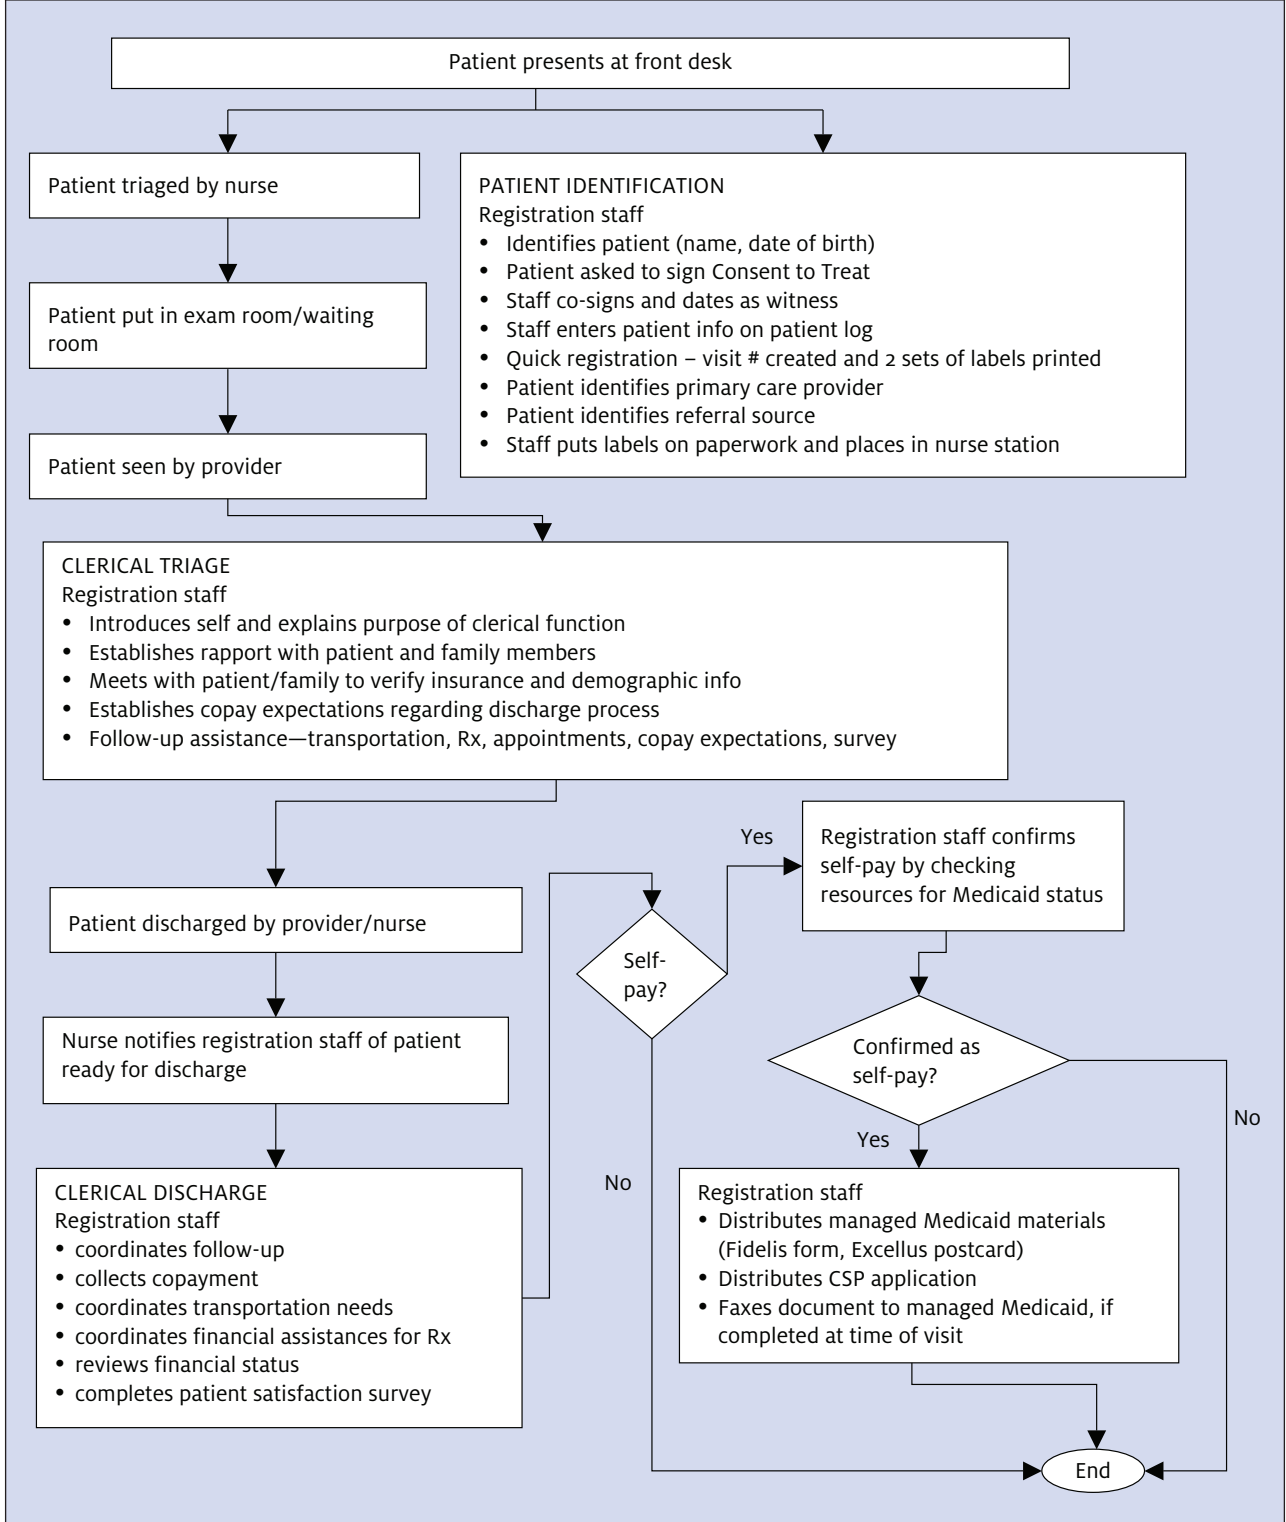 Patient presents at front desk
Patient triaged by nurse
Patient put in exam room/waiting
room
Patient seen by provider
PATIENT IDENTIFICATION
Registration staff
• Identifies patient (name, date of birth)
• Patient asked to sign Consent to Treat
• Staff co-signs and dates as witness
• Staff enters patient info on patient log
• Quick registration – visit # created and 2 sets of labels printed
• Patient identifies primary care provider
• Patient identifies referral source
• Staff puts labels on paperwork and places in nurse station
CLERICAL TRIAGE
Registration staff
• Introduces self and explains purpose of clerical function
• Establishes rapport with patient and family members
• Meets with patient/family to verify insurance and demographic info
• Establishes copay expectations regarding discharge process
• Follow-up assistance—transportation, Rx, appointments, copay expectations, survey
Patient discharged by provider/nurse
Nurse notifies registration staff of patient
ready for discharge
CLERICAL DISCHARGE
Registration staff
• coordinates follow-up
• collects copayment
• coordinates transportation needs
• coordinates financial assistances for Rx
• reviews financial status
• completes patient satisfaction survey
Self-
pay?
Yes
No
Registration staff confirms
self-pay by checking
resources for Medicaid status
Confirmed as
self-pay?
No
Yes
Registration staff
• Distributes managed Medicaid materials
(Fidelis form, Excellus postcard)
• Distributes CSP application
• Faxes document to managed Medicaid, if
completed at time of visit
End